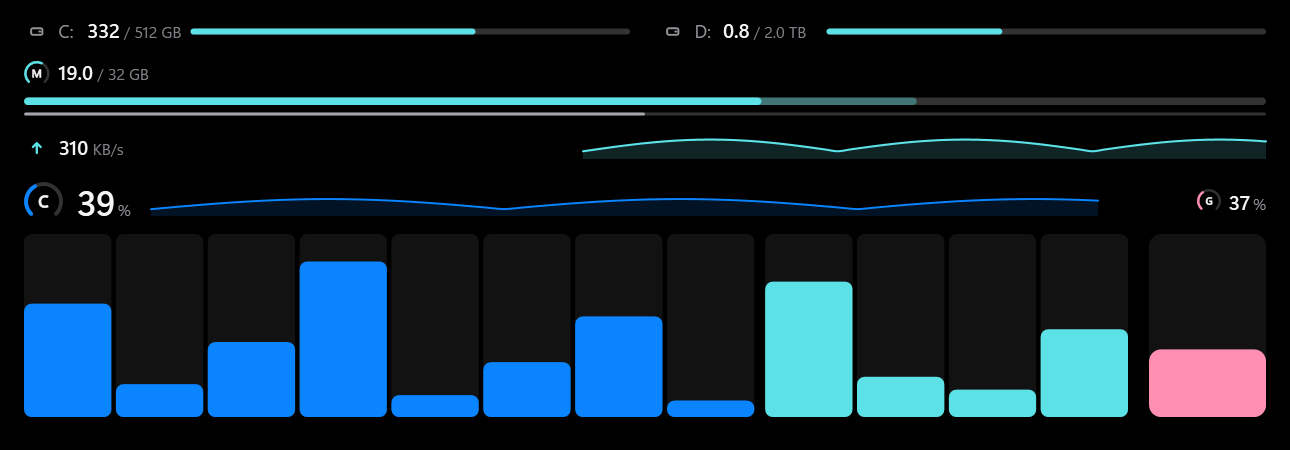 C: 332 / 512 GB D: 0.8 / 2.0 TB
M 19.0 / 32 GB
310 KB/s
C 39 % G 37 %